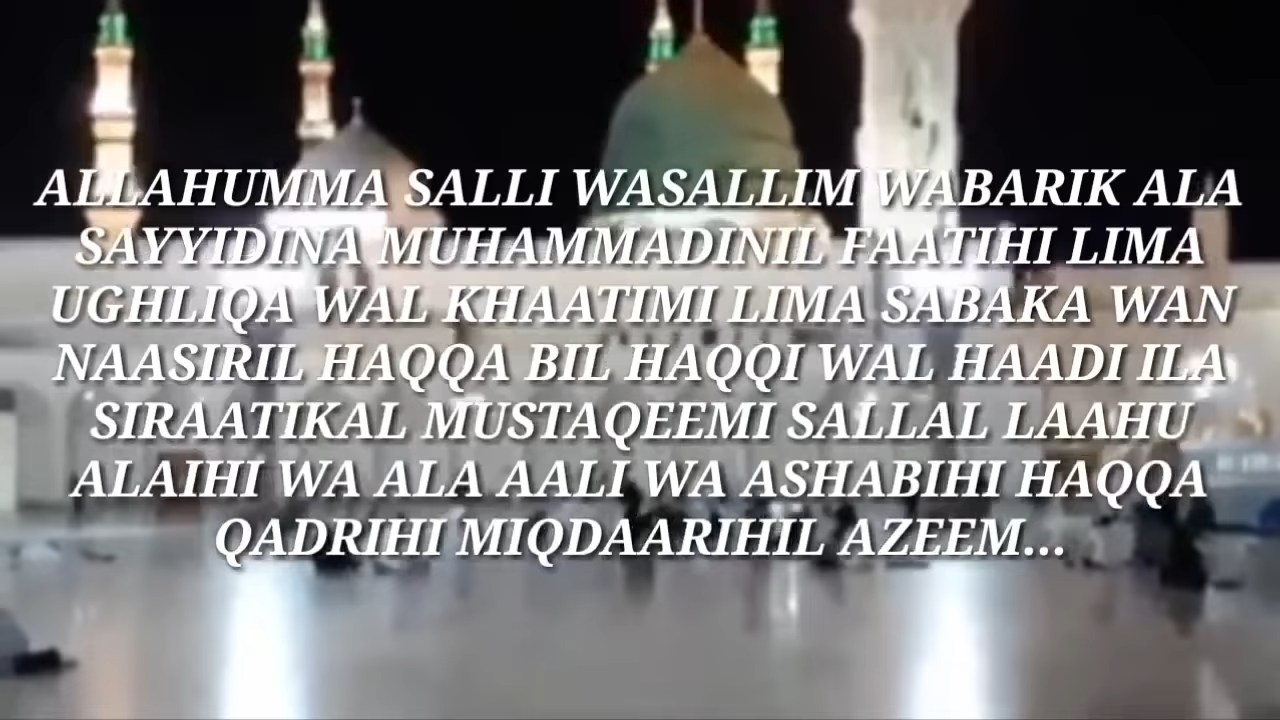 ALLAHUMMA SALLI WASALLIM WABARIK ALA
SAYYIDINA MUHAMMADINIL FAATIHI LIMA
UGHLIQA WAL KHAATIMI LIMA SABAKA WAN
NAASIRIL HAQQA BIL HAQQI WAL HAADI ILA
SIRAATIKAL MUSTAQEEMI SALLAL LAAHU
ALAIHI WA ALA AALI WA ASHABIHI HAQQA
QADRIHI MIQDAARIHIL AZEEM...